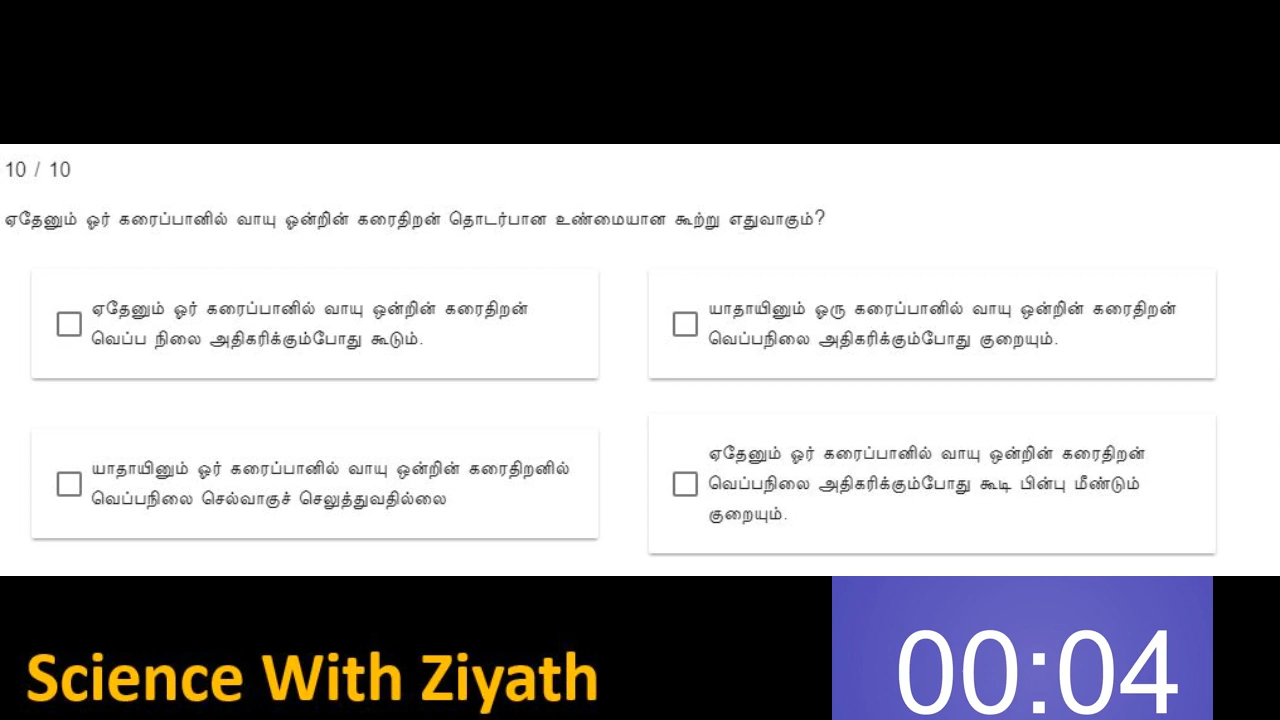 10 / 10
ஏதேனும் ஓர் கரைப்பானில் வாயு ஒன்றின் கரைதிறன் தொடர்பான உண்மையான கூற்று எதுவாகும்?
ஏதேனும் ஓர் கரைப்பானில் வாயு ஒன்றின் கரைதிறன்
வெப்ப நிலை அதிகரிக்கும்போது கூடும்.
யாதாயினும் ஒரு கரைப்பானில் வாயு ஒன்றின் கரைதிறன்
வெப்பநிலை அதிகரிக்கும்போது குறையும்.
யாதாயினும் ஓர் கரைப்பானில் வாயு ஒன்றின் கரைதிறனில்
வெப்பநிலை செல்வாகுச் செலுத்துவதில்லை
ஏதேனும் ஓர் கரைப்பானில் வாயு ஒன்றின் கரைதிறன்
வெப்பநிலை அதிகரிக்கும்போது கூடி பின்பு மீண்டும்
குறையும்.
Science With Ziyath
00:04